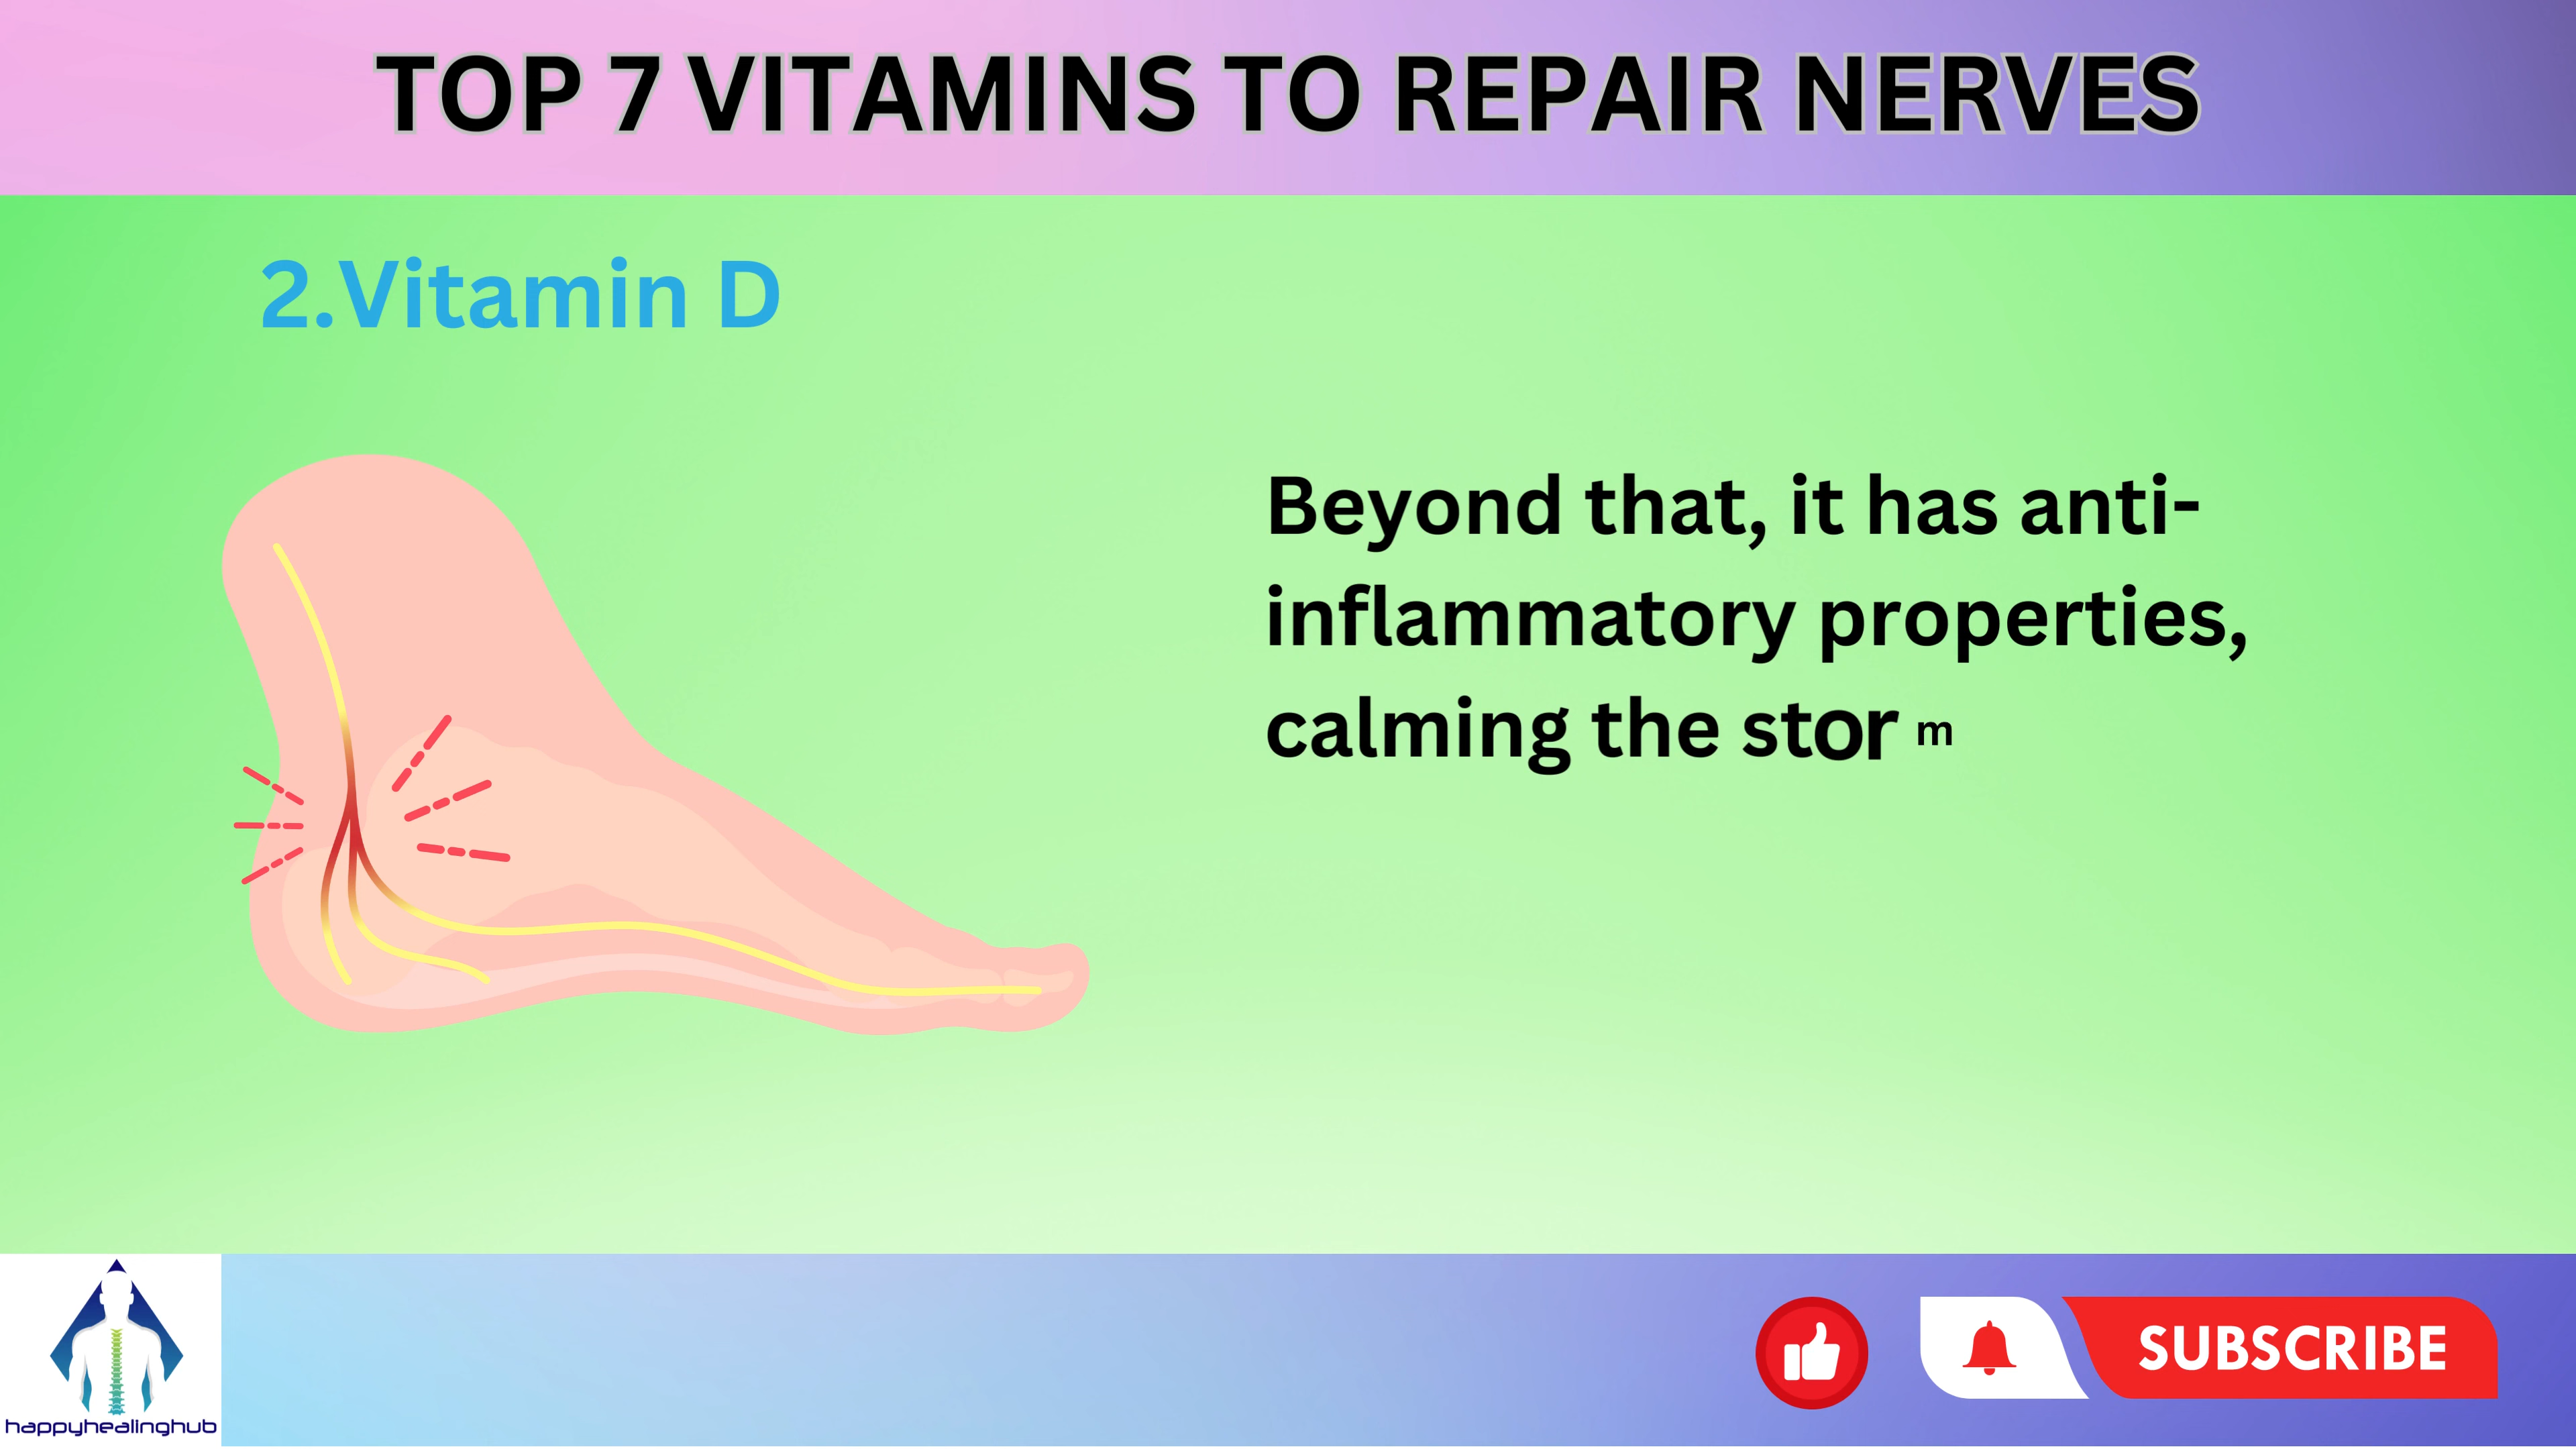 TOP 7 VITAMINS TO REPAIR NERVES
2.Vitamin D
Beyond that, it has anti-
inflammatory properties,
calming the stor m
happyhealinghub
SUBSCRIBE